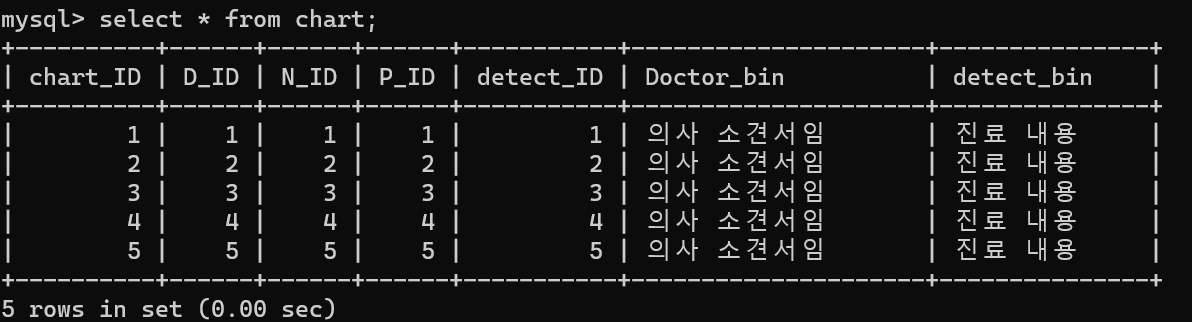 mysql> select * from chart;
+----------+------+------+------+-----------+---------------------+---------------+
| chart_ID | D_ID | N_ID | P_ID | detect_ID | Doctor_bin          | detect_bin    |
+----------+------+------+------+-----------+---------------------+---------------+
|        1 |    1 |    1 |    1 |         1 | 의사 소견서임       | 진료 내용     |
|        2 |    2 |    2 |    2 |         2 | 의사 소견서임       | 진료 내용     |
|        3 |    3 |    3 |    3 |         3 | 의사 소견서임       | 진료 내용     |
|        4 |    4 |    4 |    4 |         4 | 의사 소견서임       | 진료 내용     |
|        5 |    5 |    5 |    5 |         5 | 의사 소견서임       | 진료 내용     |
+----------+------+------+------+-----------+---------------------+---------------+
5 rows in set (0.00 sec)